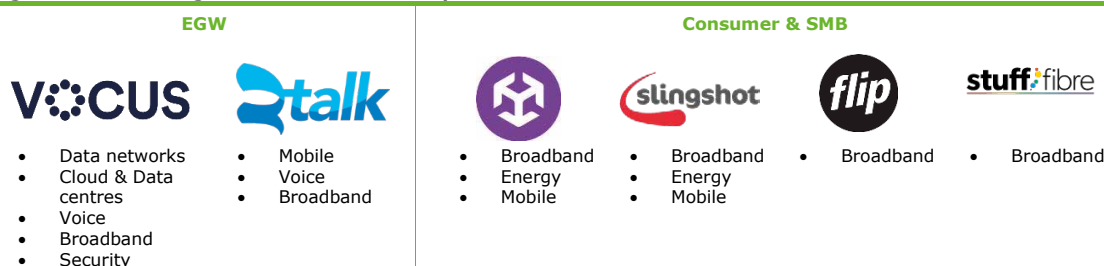 EGW
Consumer & SMB
VOCUS
2talk
slingshot
flip
stuff fibre
• Data networks
• Cloud & Data
centres
• Voice
• Broadband
• Security
• Mobile
• Voice
• Broadband
• Broadband
• Energy
• Mobile
• Broadband
• Energy
• Mobile
• Broadband
• Broadband